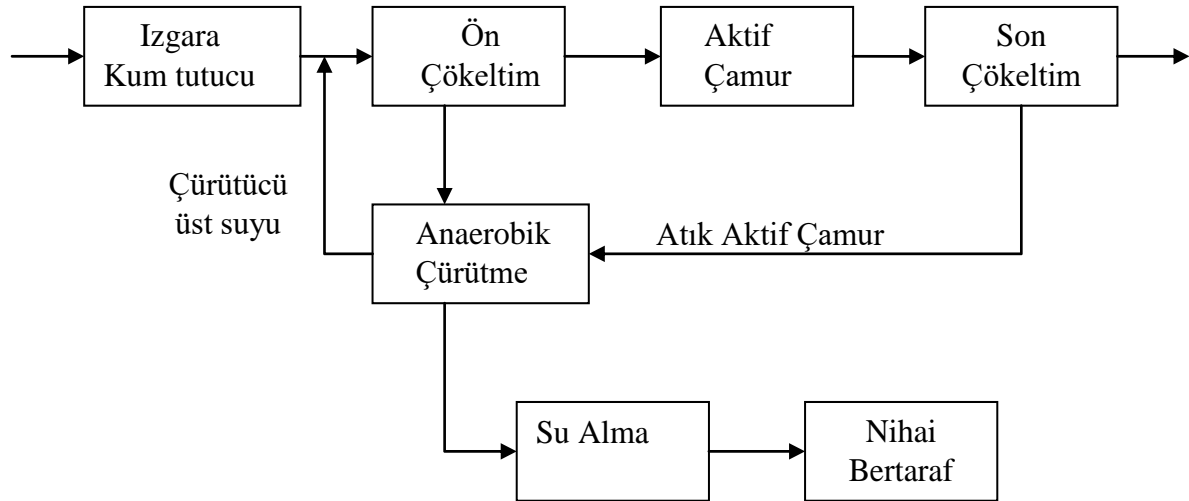 Izgara
Kum tutucu
Ön
Çökeltim
Aktif
Çamur
Son
Çökeltim
Çürütücü
üst suyu
Anaerobik
Çürütme
Atık Aktif Çamur
Su Alma
Nihai
Bertaraf